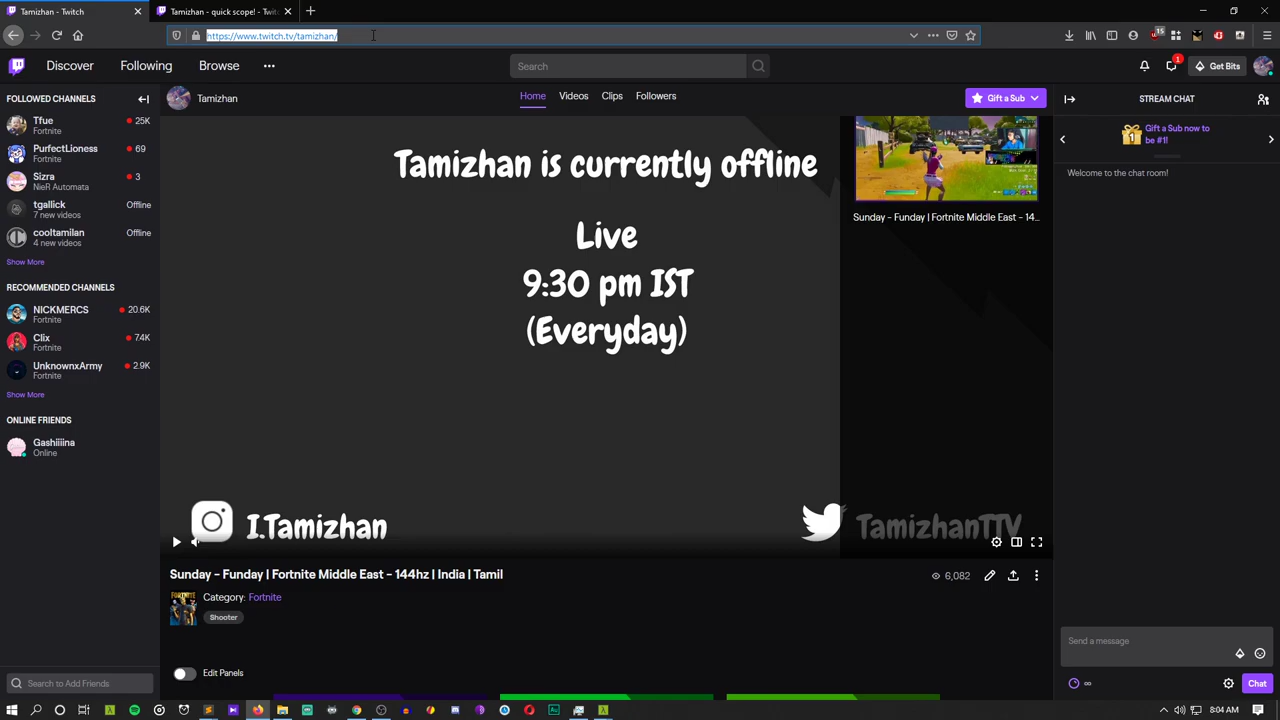 Tamizhan - Twitch
Tamizhan - quick scope! - Twitc
https://www.twitch.tv/tamizhan/
Discover
Following
Browse
Search
1
Get Bits
FOLLOWED CHANNELS
Tfue
Fortnite
25K
PurfectLioness
Fortnite
69
Sizra
NieR Automata
3
tgallick
7 new videos
Offline
cooltamilan
4 new videos
Offline
Show More
RECOMMENDED CHANNELS
NICKMERCS
Fortnite
20.6K
Clix
Fortnite
7.4K
UnknownxArmy
Fortnite
2.9K
Show More
ONLINE FRIENDS
Gashiiiina
Online
Search to Add Friends
Tamizhan
Home
Videos
Clips
Followers
Gift a Sub
Tamizhan is currently offline
Live
9:30 pm IST
(Everyday)
I.Tamizhan
TamizhanTTV
Sunday - Funday | Fortnite Middle East - 14...
Sunday - Funday | Fortnite Middle East - 144hz | India | Tamil
6,082
Category: Fortnite
Shooter
Edit Panels
STREAM CHAT
Gift a Sub now to
be #1!
Welcome to the chat room!
Send a message
Chat
8:04 AM